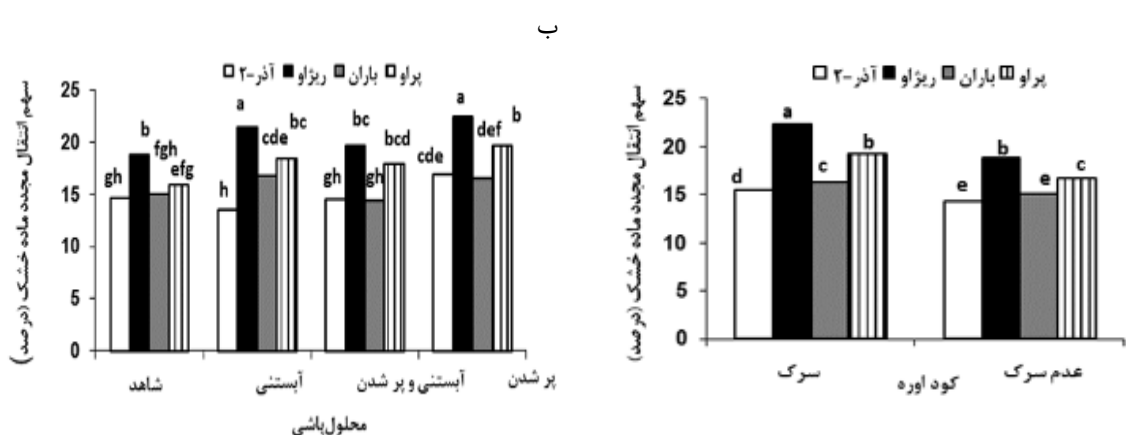 ب
آذر-۲ ریژاو باران پراو
سهم انتقال مجدد ماده خشک (درصد)
25
20
15
10
5
0
gh b fgh efg
h a cde bc
gh bc gh bcd
cde a def b
شاهد آبستنی آبستنی و پر شدن پر شدن
محلول‌پاشی
آذر-۲ ریژاو باران پراو
سهم انتقال مجدد ماده خشک (درصد)
25
20
15
10
5
0
d a c b
e b e c
سرک عدم سرک
کود اوره